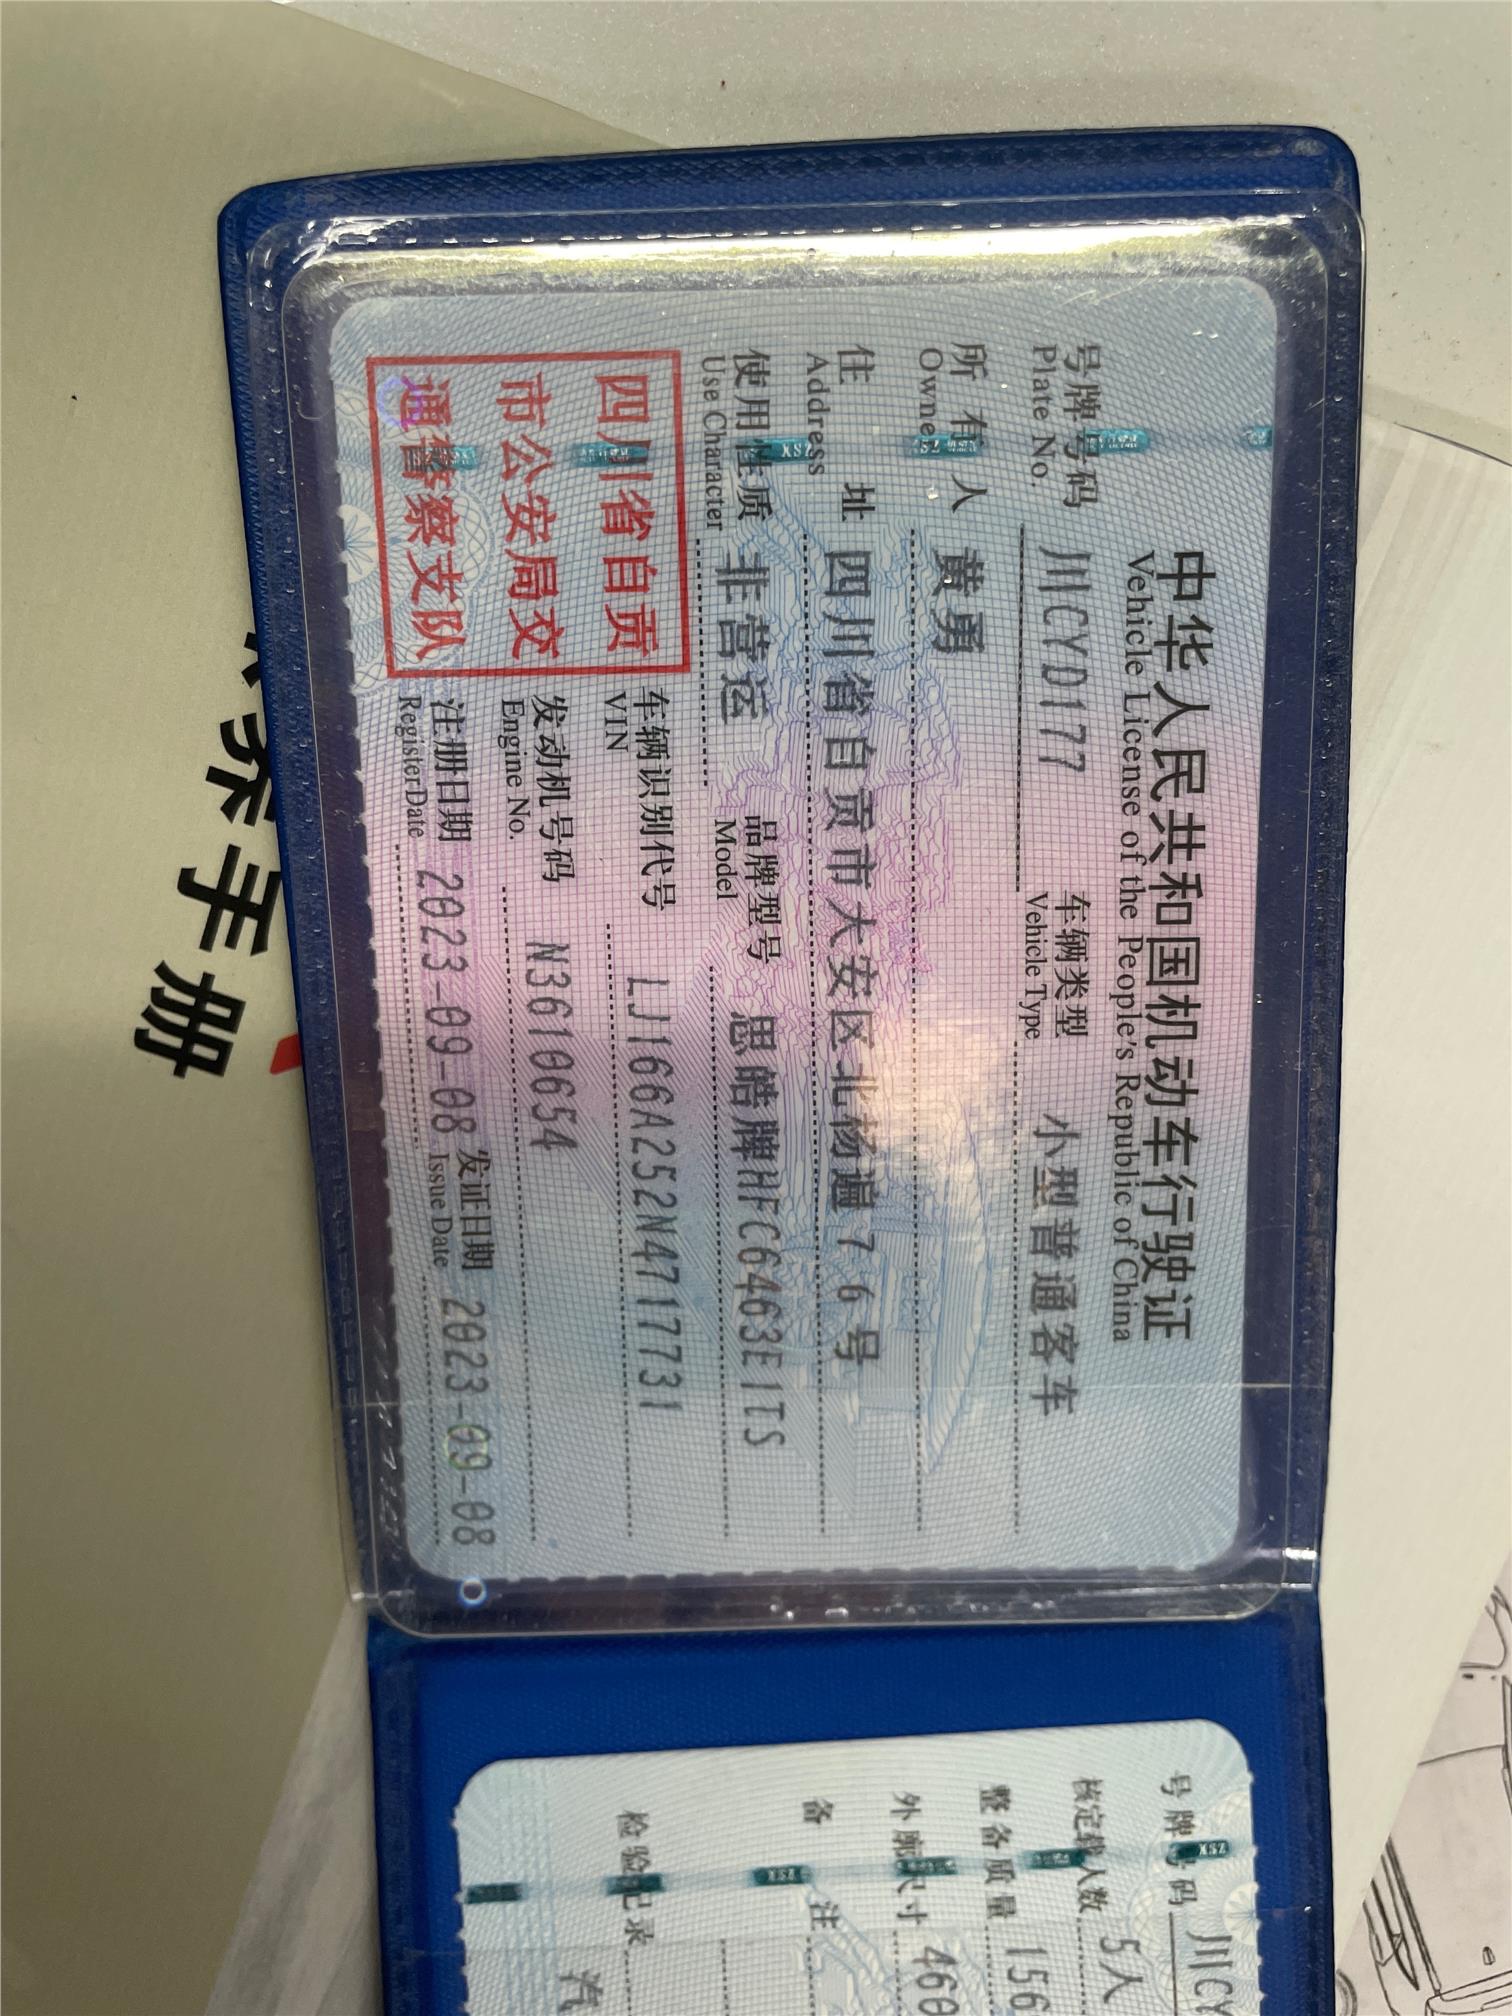 中华人民共和国机动车行驶证
Vehicle License of the People's Republic of China
号牌号码 川CYD177 车辆类型 小型普通客车
Plate No. Vehicle Type
所有人 黄勇
Owner
住址 四川省自贡市大安区北杨遍76号
Address
使用性质 非营运 品牌型号 思皓牌HFC6463E1TS
Use Character Model
四川省自贡
市公安局交
通警察支队
车辆识别代号 LJ166A252N4717731
VIN
发动机号码 N3610654
Engine No.
注册日期 2023-09-08 发证日期 2023-09-08
Register Date Issue Date
号牌号码 川CY
核定载人数 5人
整备质量 156
外廓尺寸 460
备注
检验记录
汽
养手册